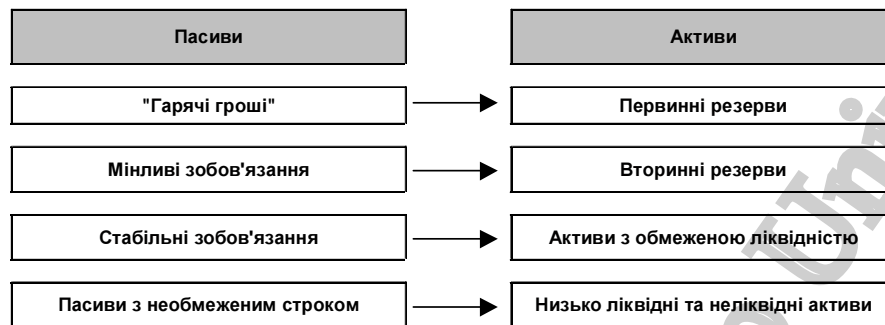 Пасиви
Активи
"Гарячі гроші"
Первинні резерви
Мінливі зобов'язання
Вторинні резерви
Стабільні зобов'язання
Активи з обмеженою ліквідністю
Пасиви з необмеженим строком
Низько ліквідні та неліквідні активи
Uni